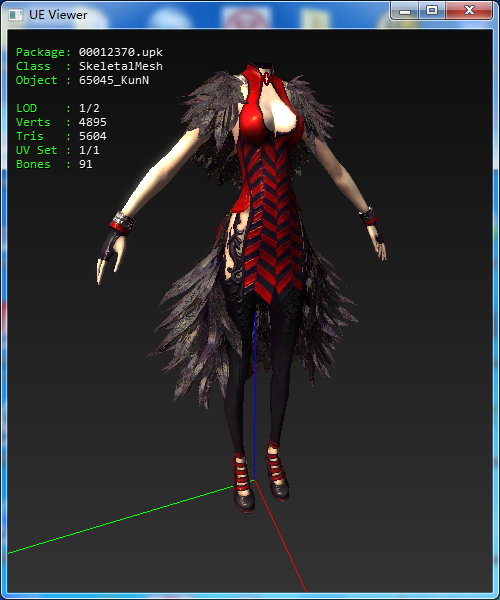 UE Viewer
Package: 00012370.upk
Class : SkeletalMesh
Object : 65045_KunN
LOD : 1/2
Verts : 4895
Tris : 5604
UV Set : 1/1
Bones : 91